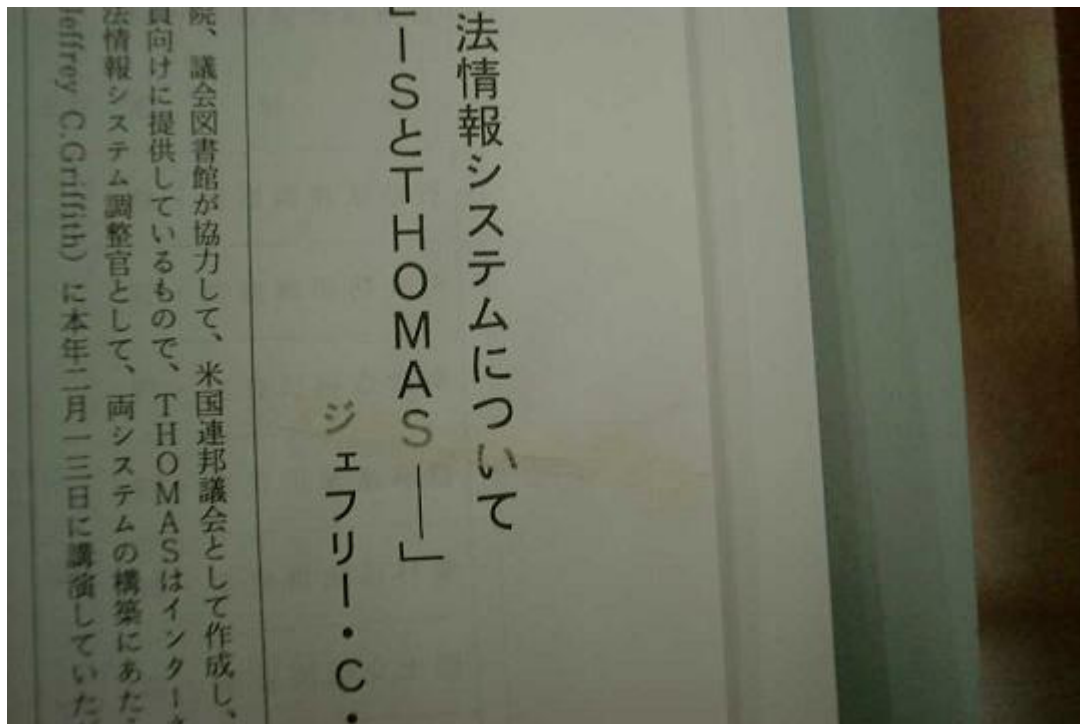 法情報システムについて
ISとTHOMAS――」
ジェフリー・C・
院、議会図書館が協力して、米国連邦議会として作成し、
員向けに提供しているもので、THOMASはインター
法情報システム調整官として、両システムの構築にあた
Jeffrey C.Griffith) に本年二月一三日に講演していただ